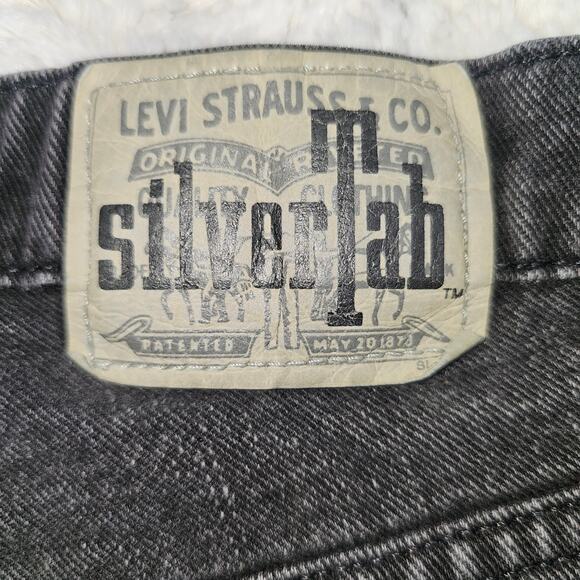 LEVI STRAUSS & CO.
ORIGINAL RIVETED
QUALITY CLOTHING
silverTab
TM
PATENTED MAY 20 1873